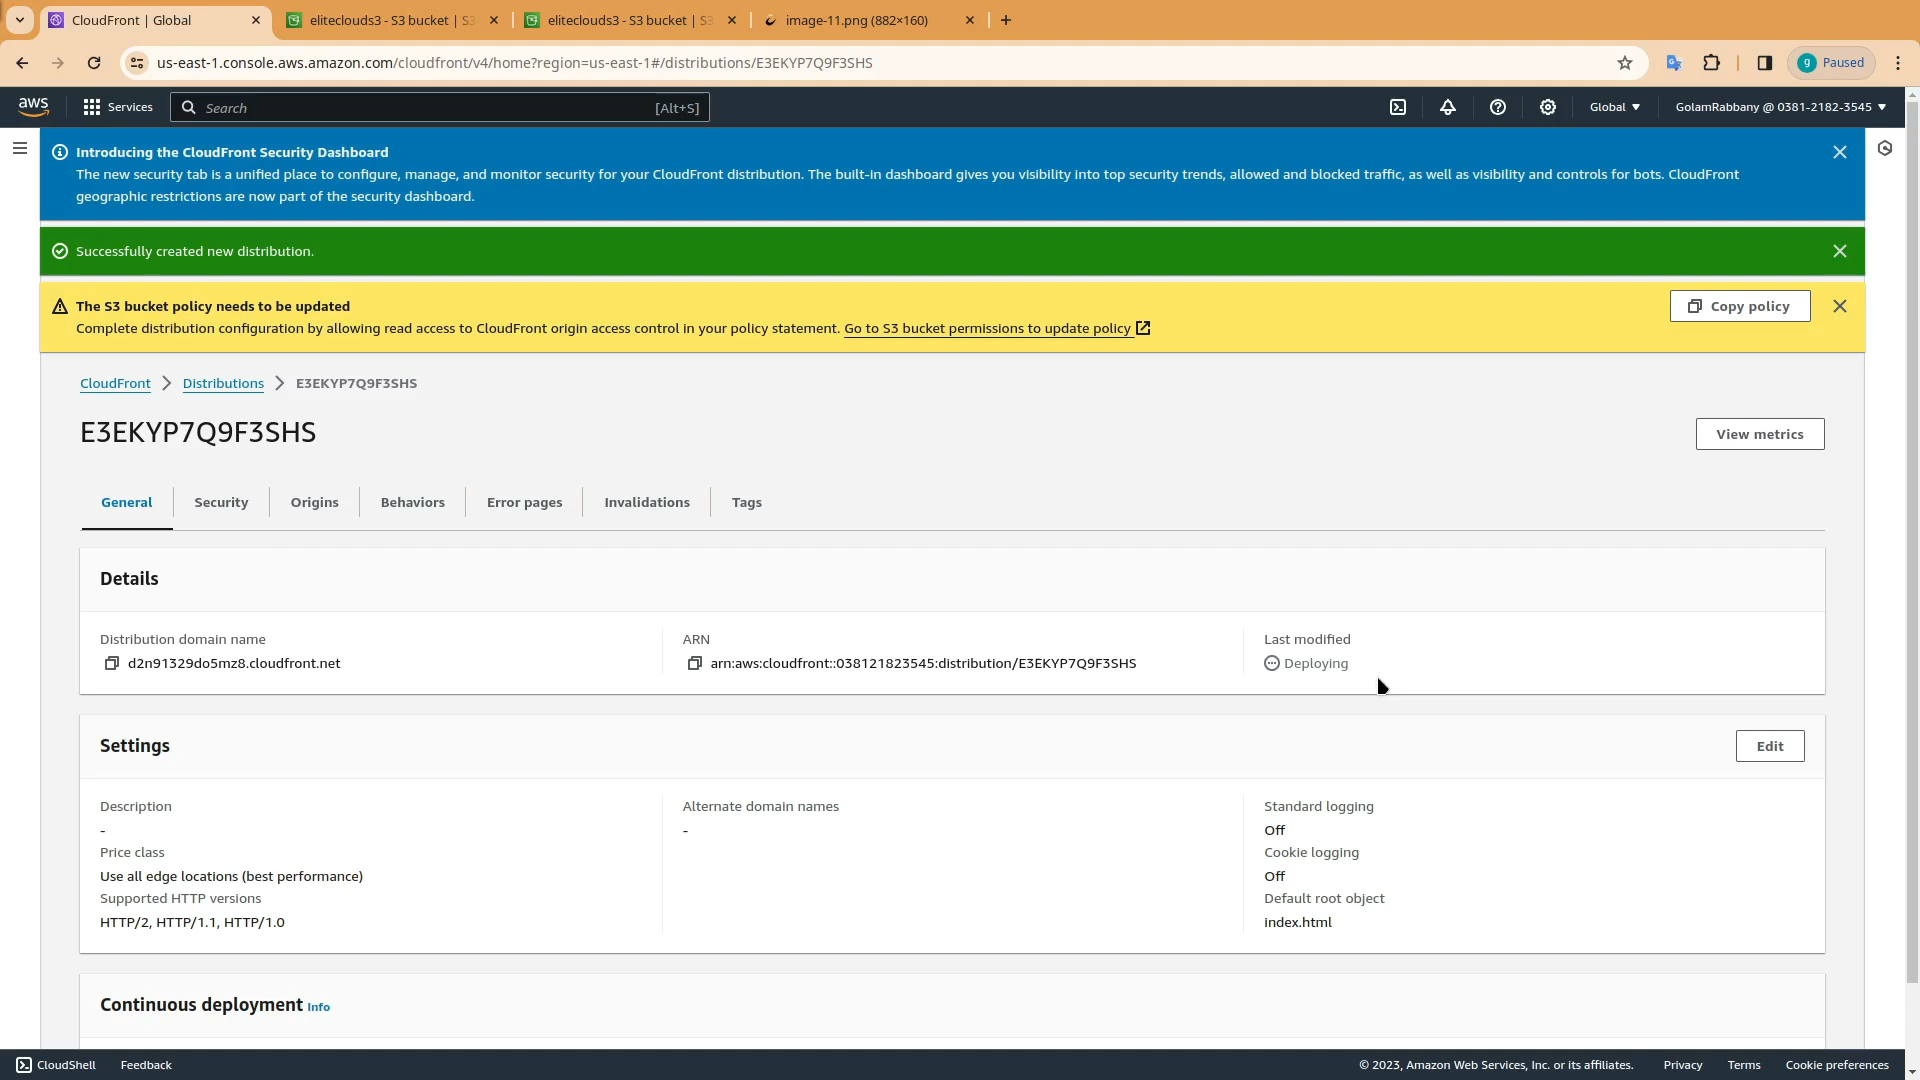 CloudFront | Global
eliteclouds3 - S3 bucket | S3
eliteclouds3 - S3 bucket | S3
image-11.png (882×160)
us-east-1.console.aws.amazon.com/cloudfront/v4/home?region=us-east-1#/distributions/E3EKYP7Q9F3SHS
g Paused
aws
Services
Search
[Alt+S]
Global
GolamRabbany @ 0381-2182-3545
Introducing the CloudFront Security Dashboard
The new security tab is a unified place to configure, manage, and monitor security for your CloudFront distribution. The built-in dashboard gives you visibility into top security trends, allowed and blocked traffic, as well as visibility and controls for bots. CloudFront
geographic restrictions are now part of the security dashboard.
Successfully created new distribution.
The S3 bucket policy needs to be updated
Complete distribution configuration by allowing read access to CloudFront origin access control in your policy statement. Go to S3 bucket permissions to update policy
Copy policy
CloudFront > Distributions > E3EKYP7Q9F3SHS
E3EKYP7Q9F3SHS
View metrics
General
Security
Origins
Behaviors
Error pages
Invalidations
Tags
Details
Distribution domain name
d2n91329do5mz8.cloudfront.net
ARN
arn:aws:cloudfront::038121823545:distribution/E3EKYP7Q9F3SHS
Last modified
Deploying
Settings
Edit
Description
-
Price class
Use all edge locations (best performance)
Supported HTTP versions
HTTP/2, HTTP/1.1, HTTP/1.0
Alternate domain names
-
Standard logging
Off
Cookie logging
Off
Default root object
index.html
Continuous deployment Info
CloudShell
Feedback
© 2023, Amazon Web Services, Inc. or its affiliates.
Privacy
Terms
Cookie preferences